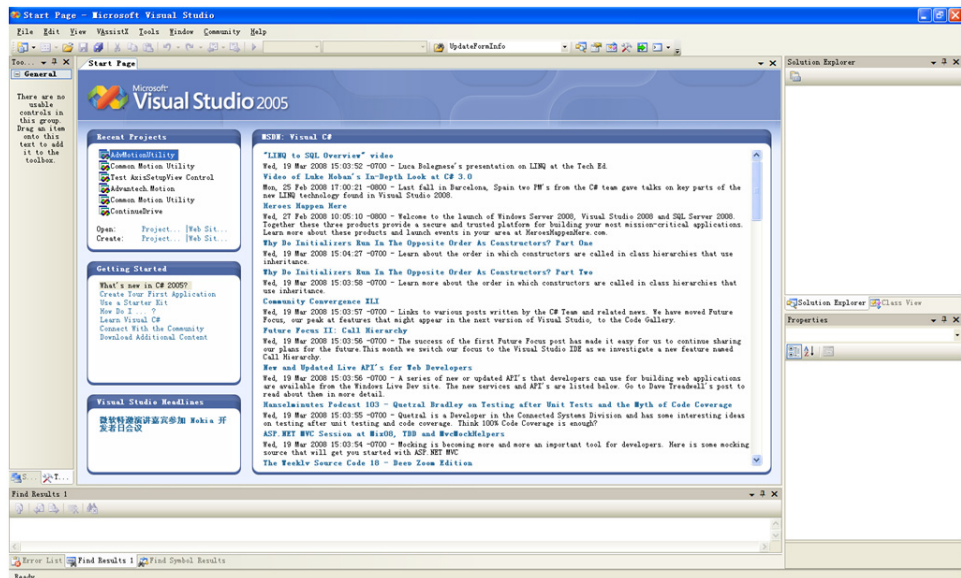 Start Page - Microsoft Visual Studio
File Edit View VAssistX Tools Window Community Help
UpdateFormInfo
Too...
General
There are no
usable
controls in
this group.
Drag an item
onto this
text to add
it to the
toolbox.
S... T...
Start Page
Microsoft
Visual Studio 2005
Recent Projects
AdvMotionUtility
Common Motion Utility
Test AxisSetupView Control
Advantech Motion
Common Motion Utility
ContinueDrive
Open: Project... |Web Sit...
Create: Project... |Web Sit...
Getting Started
What's new in C# 2005?
Create Your First Application
Use a Starter Kit
How Do I ... ?
Learn Visual C#
Connect With the Community
Download Additional Content
Visual Studio Headlines
微软特邀演讲嘉宾参加 Nokia 开
发者日会议
MSDN: Visual C#
"LINQ to SQL Overview" video
Wed, 19 Mar 2008 15:03:52 -0700 - Luca Bolegnese's presentation on LINQ at the Tech Ed.
Video of Luke Hoban's In-Depth Look at C# 3.0
Mon, 25 Feb 2008 17:00:21 -0800 - Last fall in Barcelona, Spain two PM's from the C# team gave talks on key parts of the
new LINQ technology found in Visual Studio 2008.
Heroes Happen Here
Wed, 27 Feb 2008 10:05:10 -0800 - Welcome to the launch of Windows Server 2008, Visual Studio 2008 and SQL Server 2008.
Together these three products provide a secure and trusted platform for building your most mission-critical applications.
Learn more about these products and launch events in your area at HeroesHappenHere.com.
Why Do Initializers Run In The Opposite Order As Constructors? Part One
Wed, 19 Mar 2008 15:04:27 -0700 - Learn about the order in which constructors are called in class hierarchies that use
inheritance.
Why Do Initializers Run In The Opposite Order As Constructors? Part Two
Wed, 19 Mar 2008 15:03:58 -0700 - Learn more about the order in which constructors are called in class hierarchies that
use inheritance.
Community Convergence XLI
Wed, 19 Mar 2008 15:03:57 -0700 - Links to various posts written by the C# Team and related news. We have moved Future
Focus, our peak at features that might appear in the next version of Visual Studio, to the Code Gallery.
Future Focus II: Call Hierarchy
Wed, 19 Mar 2008 15:03:56 -0700 - The success of the first Future Focus post has made it easy for us to continue sharing
our plans for the future.This month we switch our focus to the Visual Studio IDE as we investigate a new feature named
Call Hierarchy.
New and Updated Live API's for Web Developers
Wed, 19 Mar 2008 15:03:56 -0700 - A series of new or updated API's that developers can use for building web applications
are available from the Windows Live Dev site. The new services and API's are listed below. Go to Dave Treadwell's post to
read about them in more detail.
Hanselminutes Podcast 103 - Quetzal Bradley on Testing after Unit Tests and the Myth of Code Coverage
Wed, 19 Mar 2008 15:03:55 -0700 - Quetzal is a Developer in the Connected Systems Division and has some interesting ideas
on testing after unit testing and code coverage. Think 100% Code Coverage is enough?
ASP.NET MVC Session at Mix08, TDD and MvcMockHelpers
Wed, 19 Mar 2008 15:03:54 -0700 - Mocking is becoming more and more an important tool for developers. Here is some mocking
source that will get you started with ASP.NET MVC
The Weekly Source Code 18 - Deep Zoom Edition
Solution Explorer
Solution Explorer Class View
Properties
Find Results 1
Error List Find Results 1 Find Symbol Results
Ready